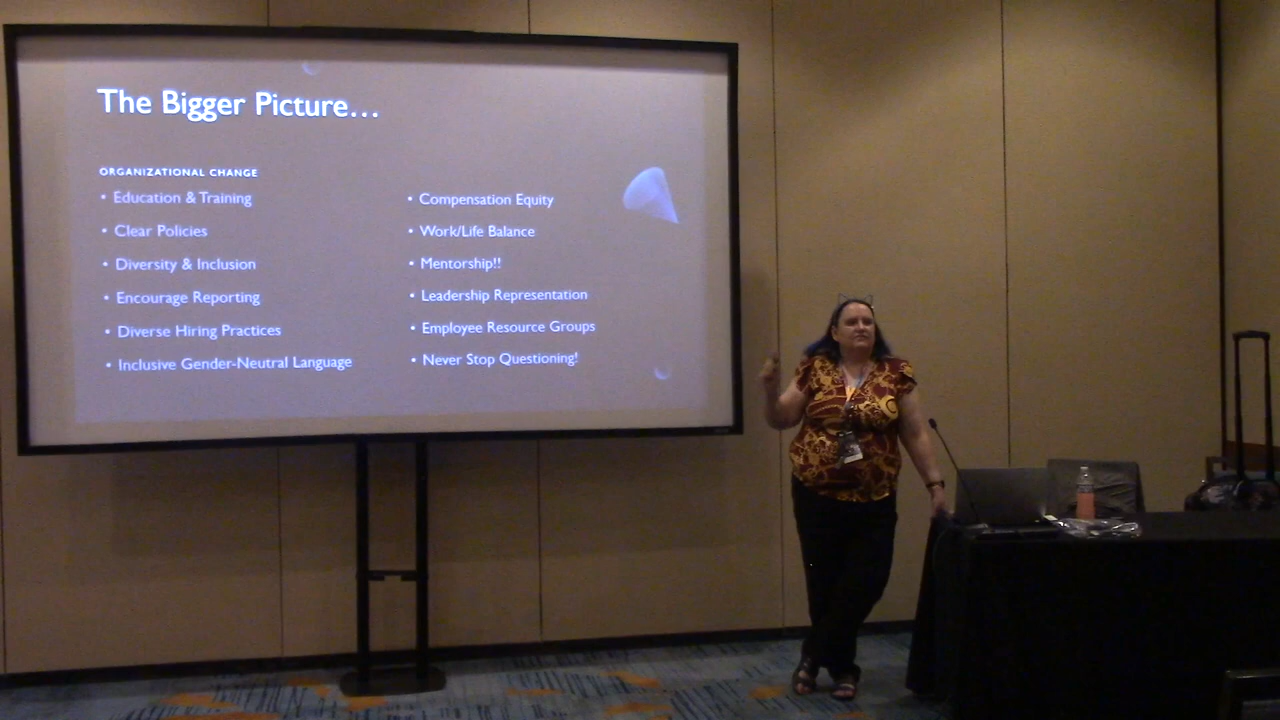 The Bigger Picture...
ORGANIZATIONAL CHANGE
• Education & Training
• Clear Policies
• Diversity & Inclusion
• Encourage Reporting
• Diverse Hiring Practices
• Inclusive Gender-Neutral Language
• Compensation Equity
• Work/Life Balance
• Mentorship!!
• Leadership Representation
• Employee Resource Groups
• Never Stop Questioning!